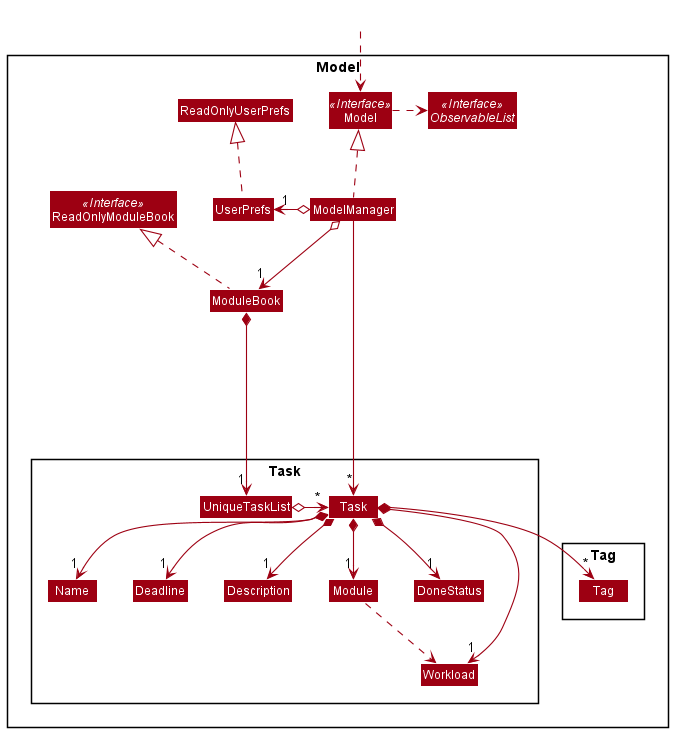 Model
«Interface»
Model
«Interface»
ObservableList
ReadOnlyUserPrefs
«Interface»
ReadOnlyModuleBook
UserPrefs
1
ModelManager
1
ModuleBook
Task
1
*
*
UniqueTaskList
Task
Tag
1
1
1
1
1
*
Name
Deadline
Description
Module
DoneStatus
Tag
1
Workload